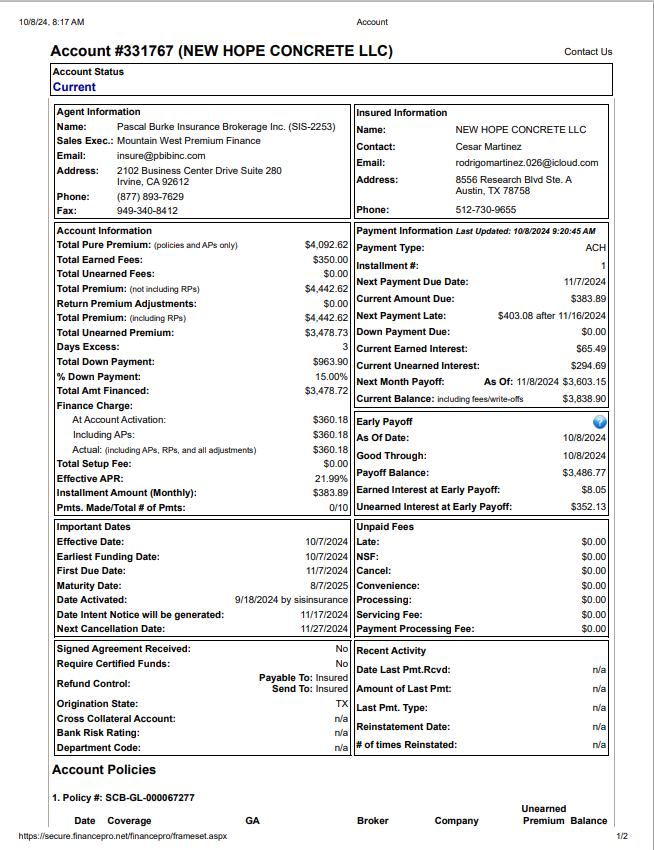 10/8/24, 8:17 AM Account
Account #331767 (NEW HOPE CONCRETE LLC) Contact Us
Account Status
Current
Agent Information
Name: Pascal Burke Insurance Brokerage Inc. (SIS-2253)
Sales Exec.: Mountain West Premium Finance
Email: insure@pbibinc.com
Address: 2102 Business Center Drive Suite 280
Irvine, CA 92612
Phone: (877) 893-7629
Fax: 949-340-8412
Insured Information
Name: NEW HOPE CONCRETE LLC
Contact: Cesar Martinez
Email: rodrigomartinez.026@icloud.com
Address: 8556 Research Blvd Ste. A
Austin, TX 78758
Phone: 512-730-9655
Account Information
Total Pure Premium: (policies and APs only) $4,092.62
Total Earned Fees: $350.00
Total Unearned Fees: $0.00
Total Premium: (not including RPs) $4,442.62
Return Premium Adjustments: $0.00
Total Premium: (including RPs) $4,442.62
Total Unearned Premium: $3,478.73
Days Excess: 3
Total Down Payment: $963.90
% Down Payment: 15.00%
Total Amt Financed: $3,478.72
Finance Charge:
At Account Activation: $360.18
Including APs: $360.18
Actual: (including APs, RPs, and all adjustments) $360.18
Total Setup Fee: $0.00
Effective APR: 21.99%
Installment Amount (Monthly): $383.89
Pmts. Made/Total # of Pmts: 0/10
Payment Information Last Updated: 10/8/2024 9:20:45 AM
Payment Type: ACH
Installment #: 1
Next Payment Due Date: 11/7/2024
Current Amount Due: $383.89
Next Payment Late: $403.08 after 11/16/2024
Down Payment Due: $0.00
Current Earned Interest: $65.49
Current Unearned Interest: $294.69
Next Month Payoff: As Of: 11/8/2024 $3,603.15
Current Balance: including fees/write-offs $3,838.90
Early Payoff ?
As Of Date: 10/8/2024
Good Through: 10/8/2024
Payoff Balance: $3,486.77
Earned Interest at Early Payoff: $8.05
Unearned Interest at Early Payoff: $352.13
Important Dates
Effective Date: 10/7/2024
Earliest Funding Date: 10/7/2024
First Due Date: 11/7/2024
Maturity Date: 8/7/2025
Date Activated: 9/18/2024 by sisinsurance
Date Intent Notice will be generated: 11/17/2024
Next Cancellation Date: 11/27/2024
Unpaid Fees
Late: $0.00
NSF: $0.00
Cancel: $0.00
Convenience: $0.00
Processing: $0.00
Servicing Fee: $0.00
Payment Processing Fee: $0.00
Signed Agreement Received: No
Require Certified Funds: No
Refund Control: Payable To: Insured
Send To: Insured
Origination State: TX
Cross Collateral Account: n/a
Bank Risk Rating: n/a
Department Code: n/a
Recent Activity
Date Last Pmt.Rcvd: n/a
Amount of Last Pmt: n/a
Last Pmt. Type: n/a
Reinstatement Date: n/a
# of times Reinstated: n/a
Account Policies
1. Policy #: SCB-GL-000067277
Unearned
Date Coverage GA Broker Company Premium Balance
https://secure.financepro.net/financepro/frameset.aspx 1/2